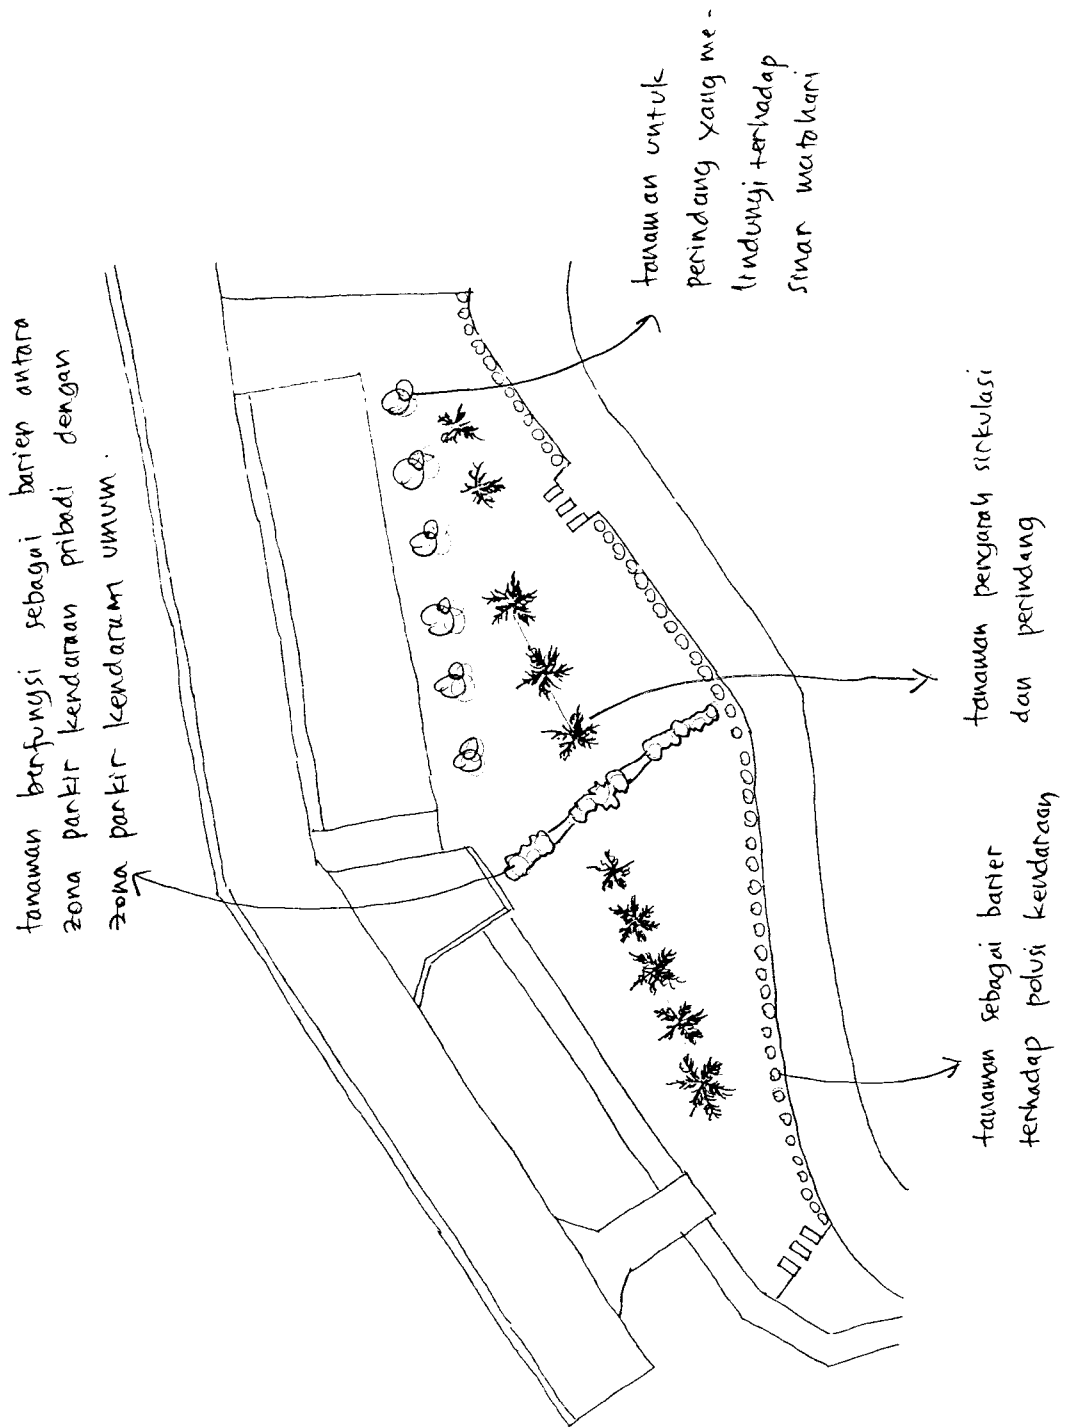 tanaman berfungsi sebagai barier antara
zona parkir kendaraan pribadi dengan
zona parkir kendaraan umum.
tanaman sebagai barier
terhadap polusi kendaraan
tanaman pengarah sirkulasi
dan perindang
tanaman untuk
perindang yang me-
lindungi terhadap
sinar matahari